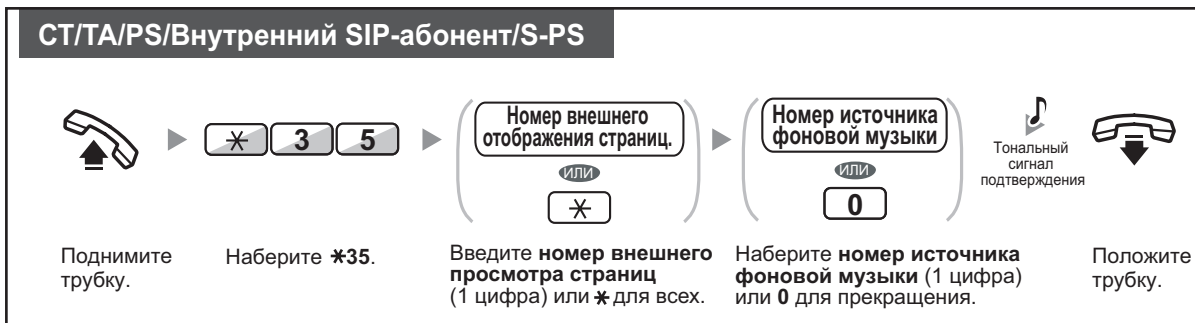 СТ/ТА/PS/Внутренний SIP-абонент/S-PS
* 3 5
Номер внешнего
отображения страниц.
ИЛИ
*
Номер источника
фоновой музыки
ИЛИ
0
Тональный
сигнал
подтверждения
Поднимите
трубку.
Наберите *35.
Введите номер внешнего
просмотра страниц
(1 цифра) или * для всех.
Наберите номер источника
фоновой музыки (1 цифра)
или 0 для прекращения.
Положите
трубку.